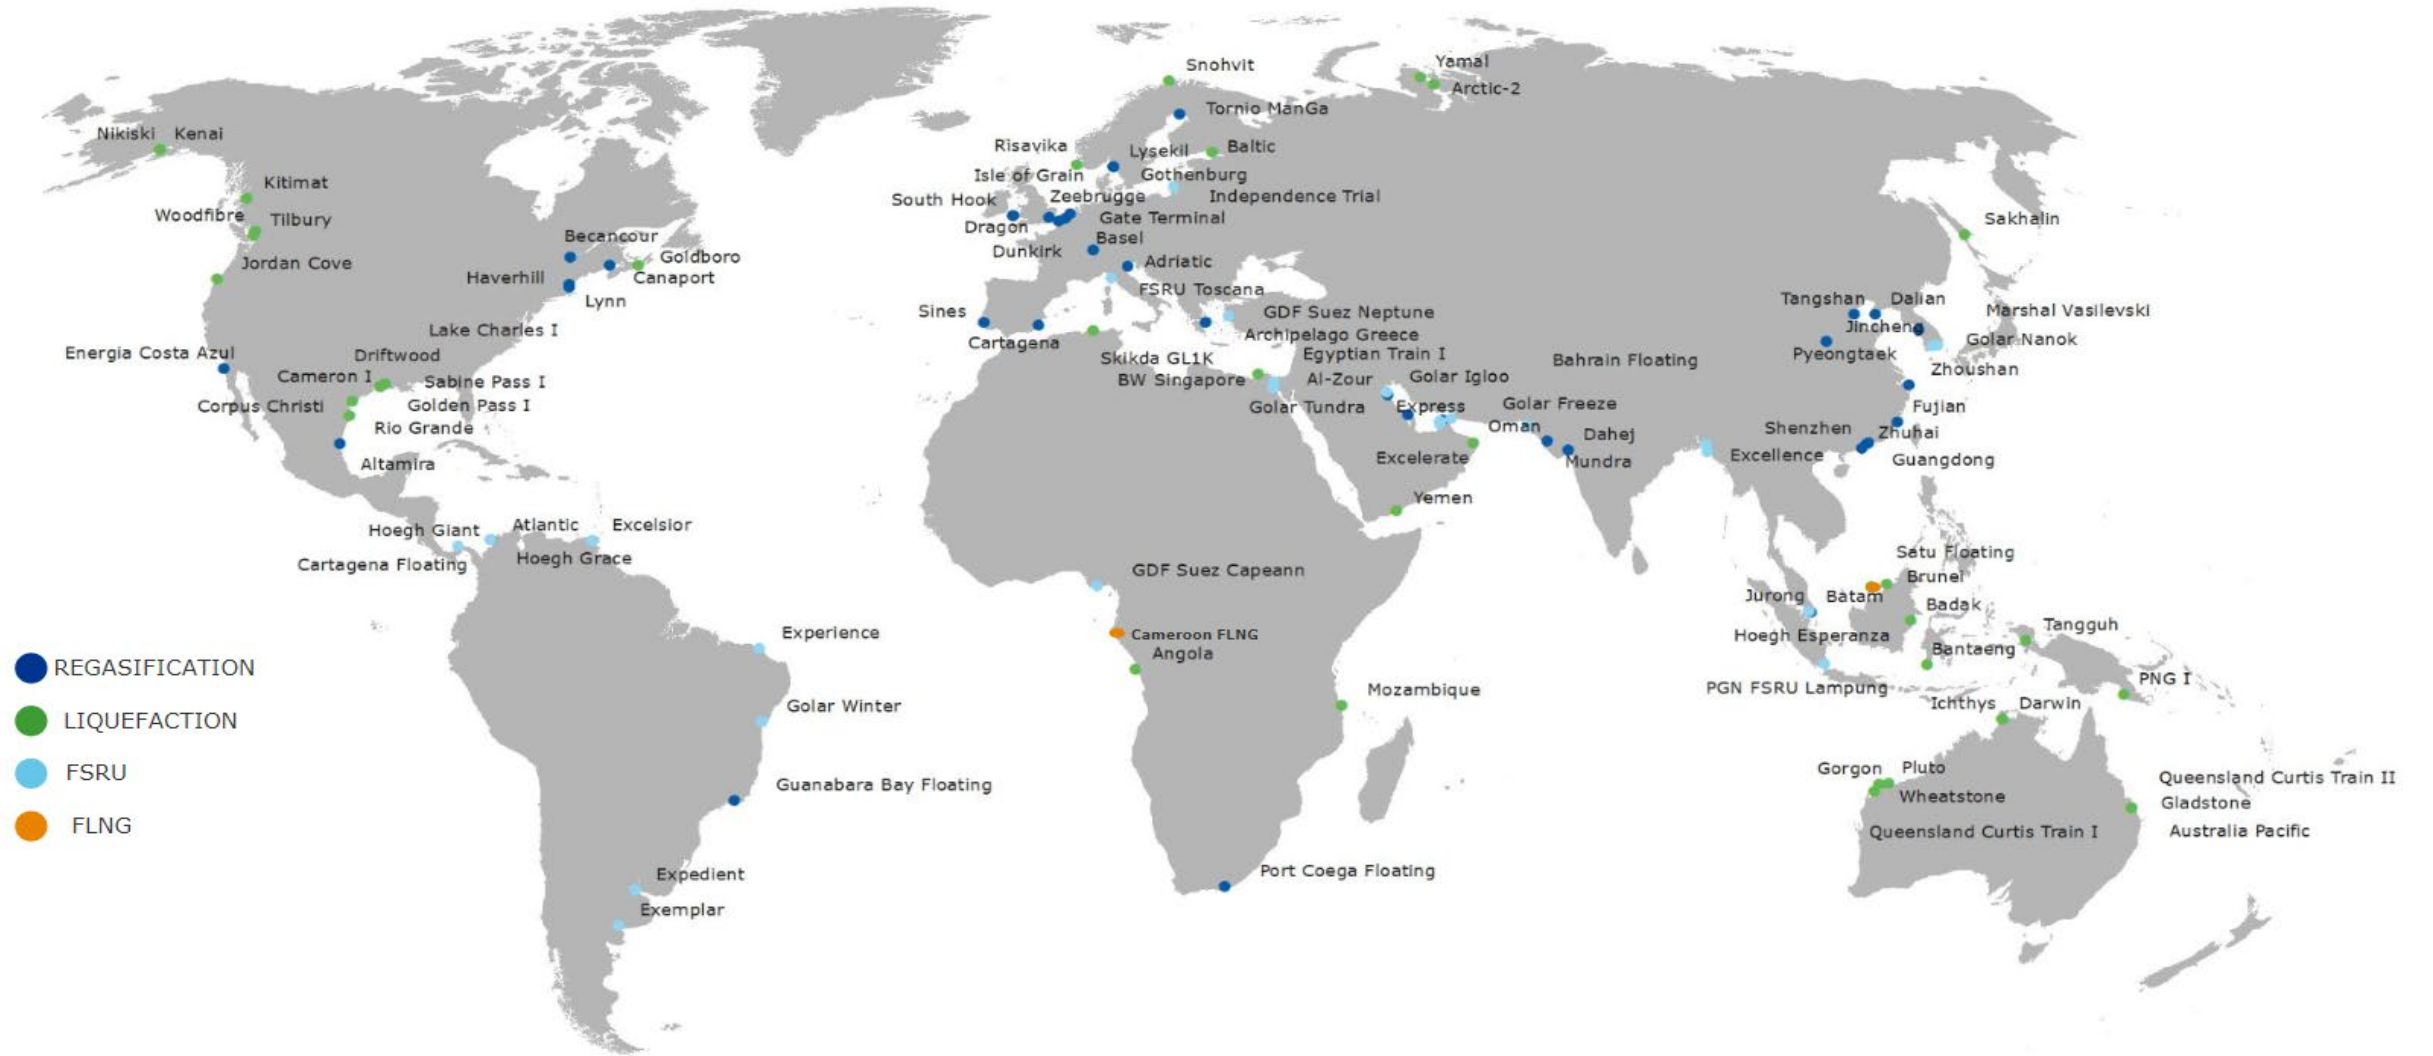 Snohvit
Yamal
Arctic-2
Tornio ManGa
Nikiski Kenai
Risavika
Lysekil
Baltic
Isle of Grain
Gothenburg
Kitimat
South Hook
Zeebrugge
Independence Trial
Woodfibre
Tilbury
Dragon
Gate Terminal
Sakhalin
Becancour
Basel
Dunkirk
Goldboro
Jordan Cove
Adriatic
Haverhill
Canaport
FSRU Toscana
Lynn
Tangshan
Dalian
Sines
GDF Suez Neptune
Marshal Vasilevski
Lake Charles I
Jincheng
Archipelago Greece
Golar Nanok
Cartagena
Energia Costa Azul
Driftwood
Skikda GL1K
Egyptian Train I
Bahrain Floating
Pyeongtaek
Zhoushan
Cameron I
Sabine Pass I
BW Singapore
Al-Zour
Golar Igloo
Corpus Christi
Golden Pass I
Golar Tundra
Express
Golar Freeze
Fujian
Rio Grande
Oman
Dahej
Shenzhen
Zhuhai
Altamira
Excelerate
Mundra
Excellence
Guangdong
Yemen
Hoegh Giant
Atlantic
Excelsior
Cartagena Floating
Hoegh Grace
Satu Floating
GDF Suez Capeann
Brunei
Jurong
Batam
Badak
Experience
Cameroon FLNG
Hoegh Esperanza
Tangguh
Angola
Bantaeng
REGASIFICATION
Mozambique
PGN FSRU Lampung
PNG I
Golar Winter
Ichthys
Darwin
LIQUEFACTION
FSRU
Gorgon
Pluto
Queensland Curtis Train II
Guanabara Bay Floating
Wheatstone
Gladstone
FLNG
Queensland Curtis Train I
Australia Pacific
Expedient
Port Coega Floating
Exemplar